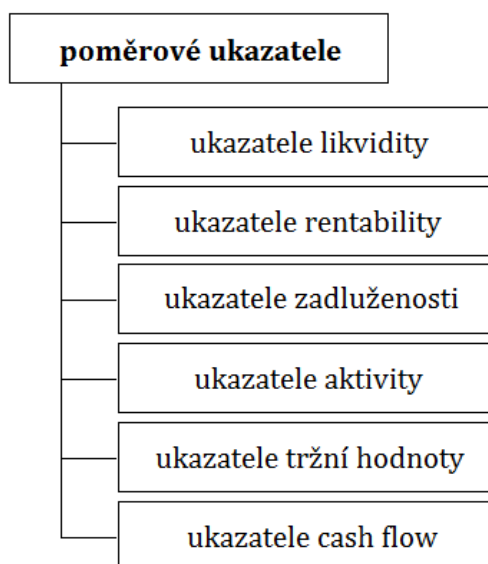 poměrové ukazatele
ukazatele likvidity
ukazatele rentability
ukazatele zadluženosti
ukazatele aktivity
ukazatele tržní hodnoty
ukazatele cash flow